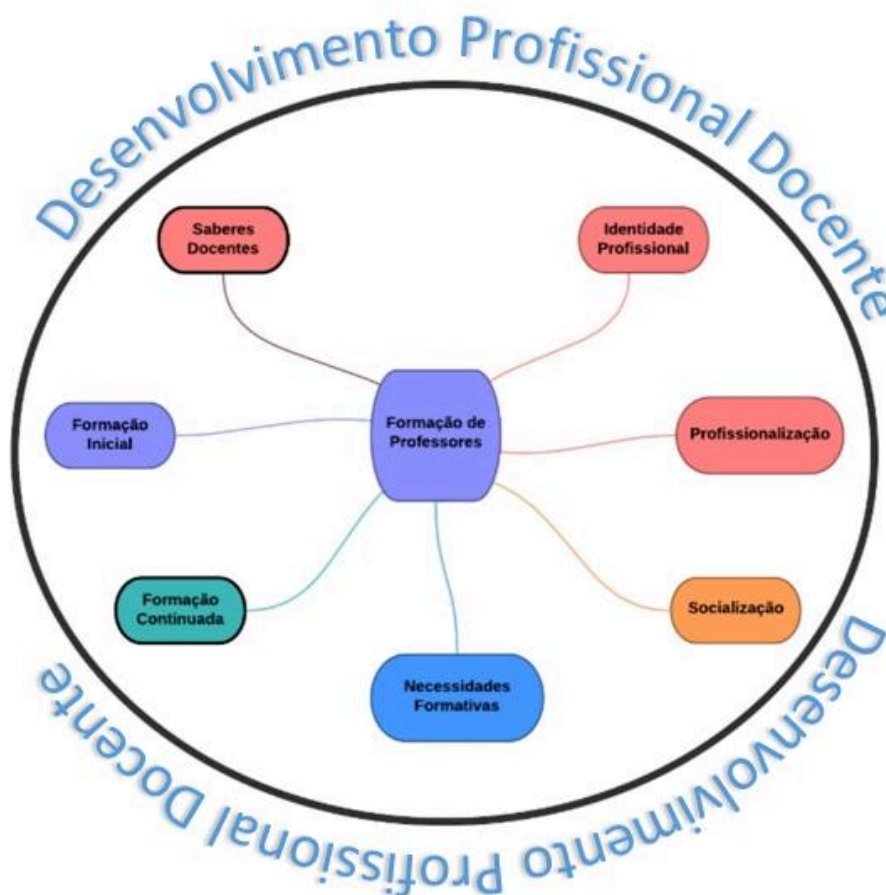 Desenvolvimento Profissional Docente
Saberes
Docentes
Identidade
Profissional
Formação
Inicial
Formação de
Professores
Profissionalização
Formação
Continuada
Socialização
Necessidades
Formativas
Desenvolvimento Profissional Docente